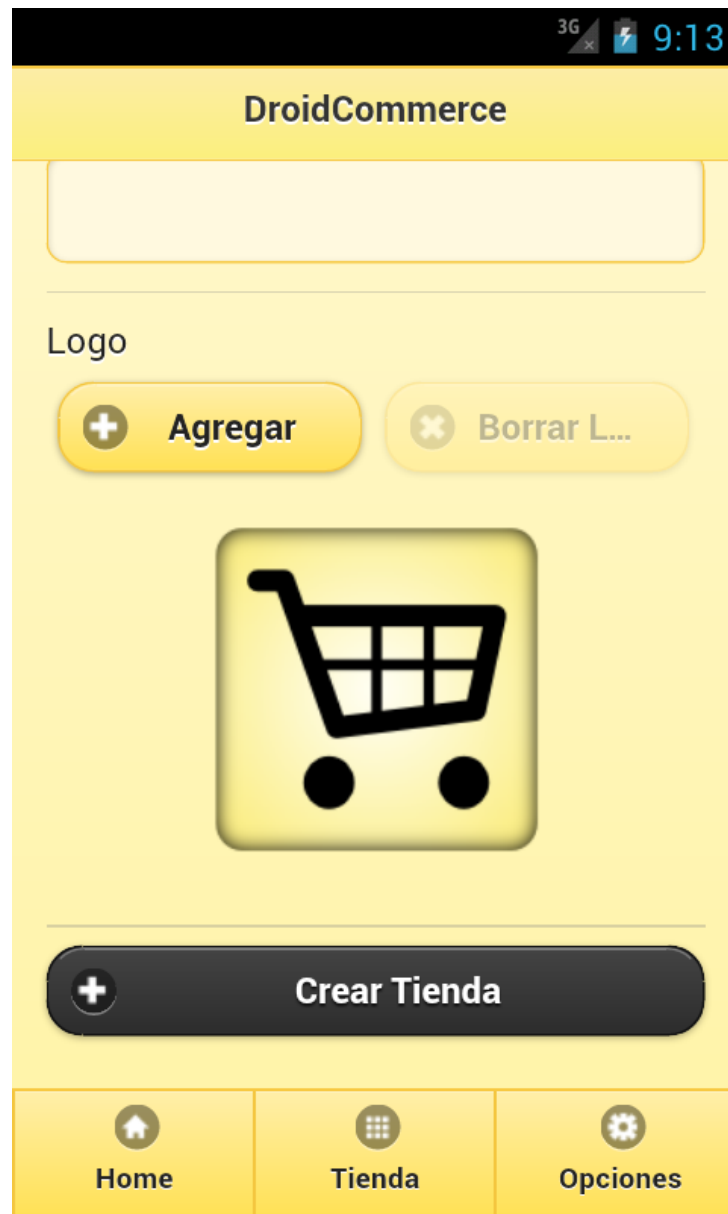 3G 9:13
DroidCommerce
Logo
Agregar Borrar L...
Crear Tienda
Home Tienda Opciones